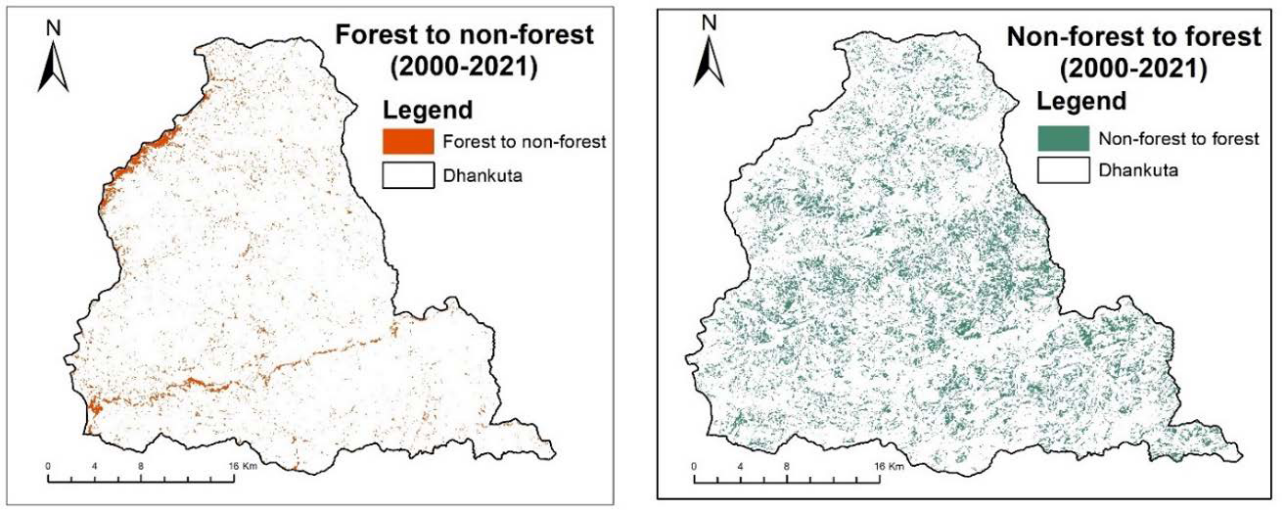 N
Forest to non-forest
(2000-2021)
Legend
Forest to non-forest
Dhankuta
0 4 8 16 Km
N
Non-forest to forest
(2000-2021)
Legend
Non-forest to forest
Dhankuta
0 4 8 16 Km